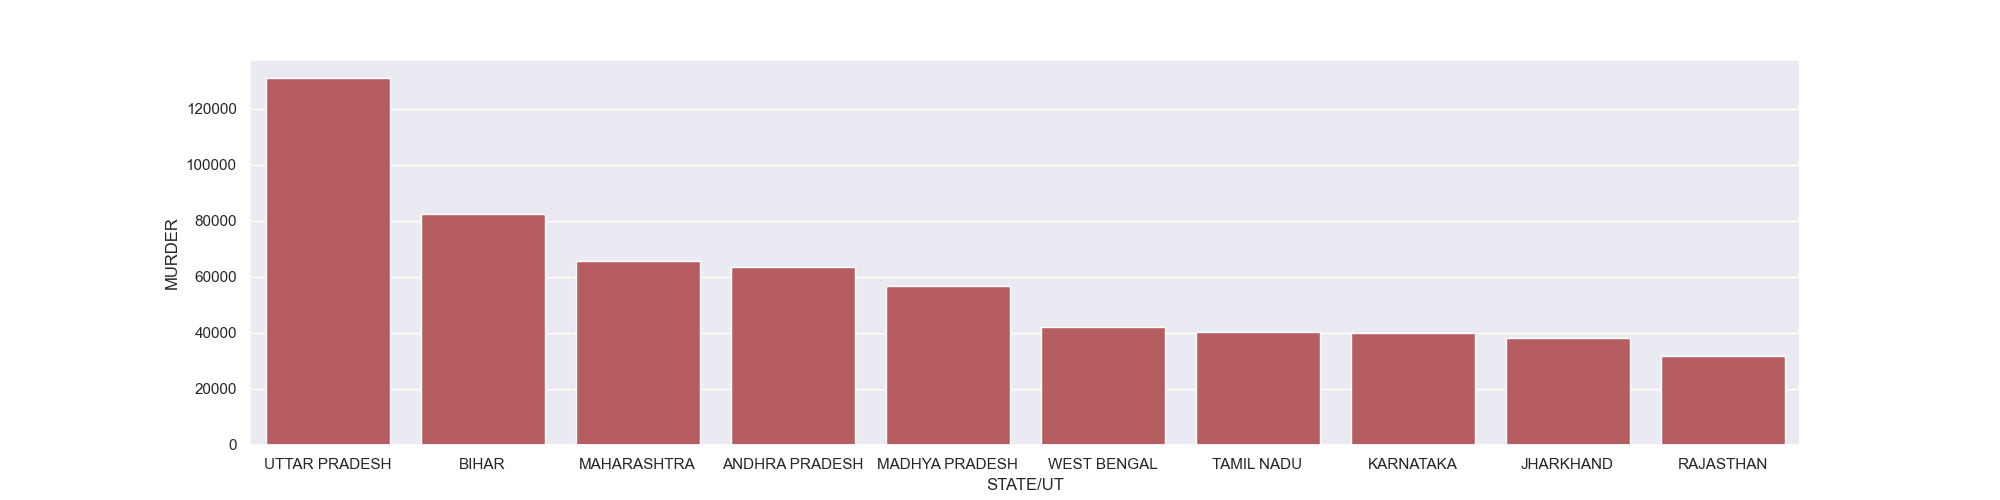 120000
100000
80000
60000
40000
20000
0
MURDER
UTTAR PRADESH BIHAR MAHARASHTRA ANDHRA PRADESH MADHYA PRADESH WEST BENGAL TAMIL NADU KARNATAKA JHARKHAND RAJASTHAN
STATE/UT